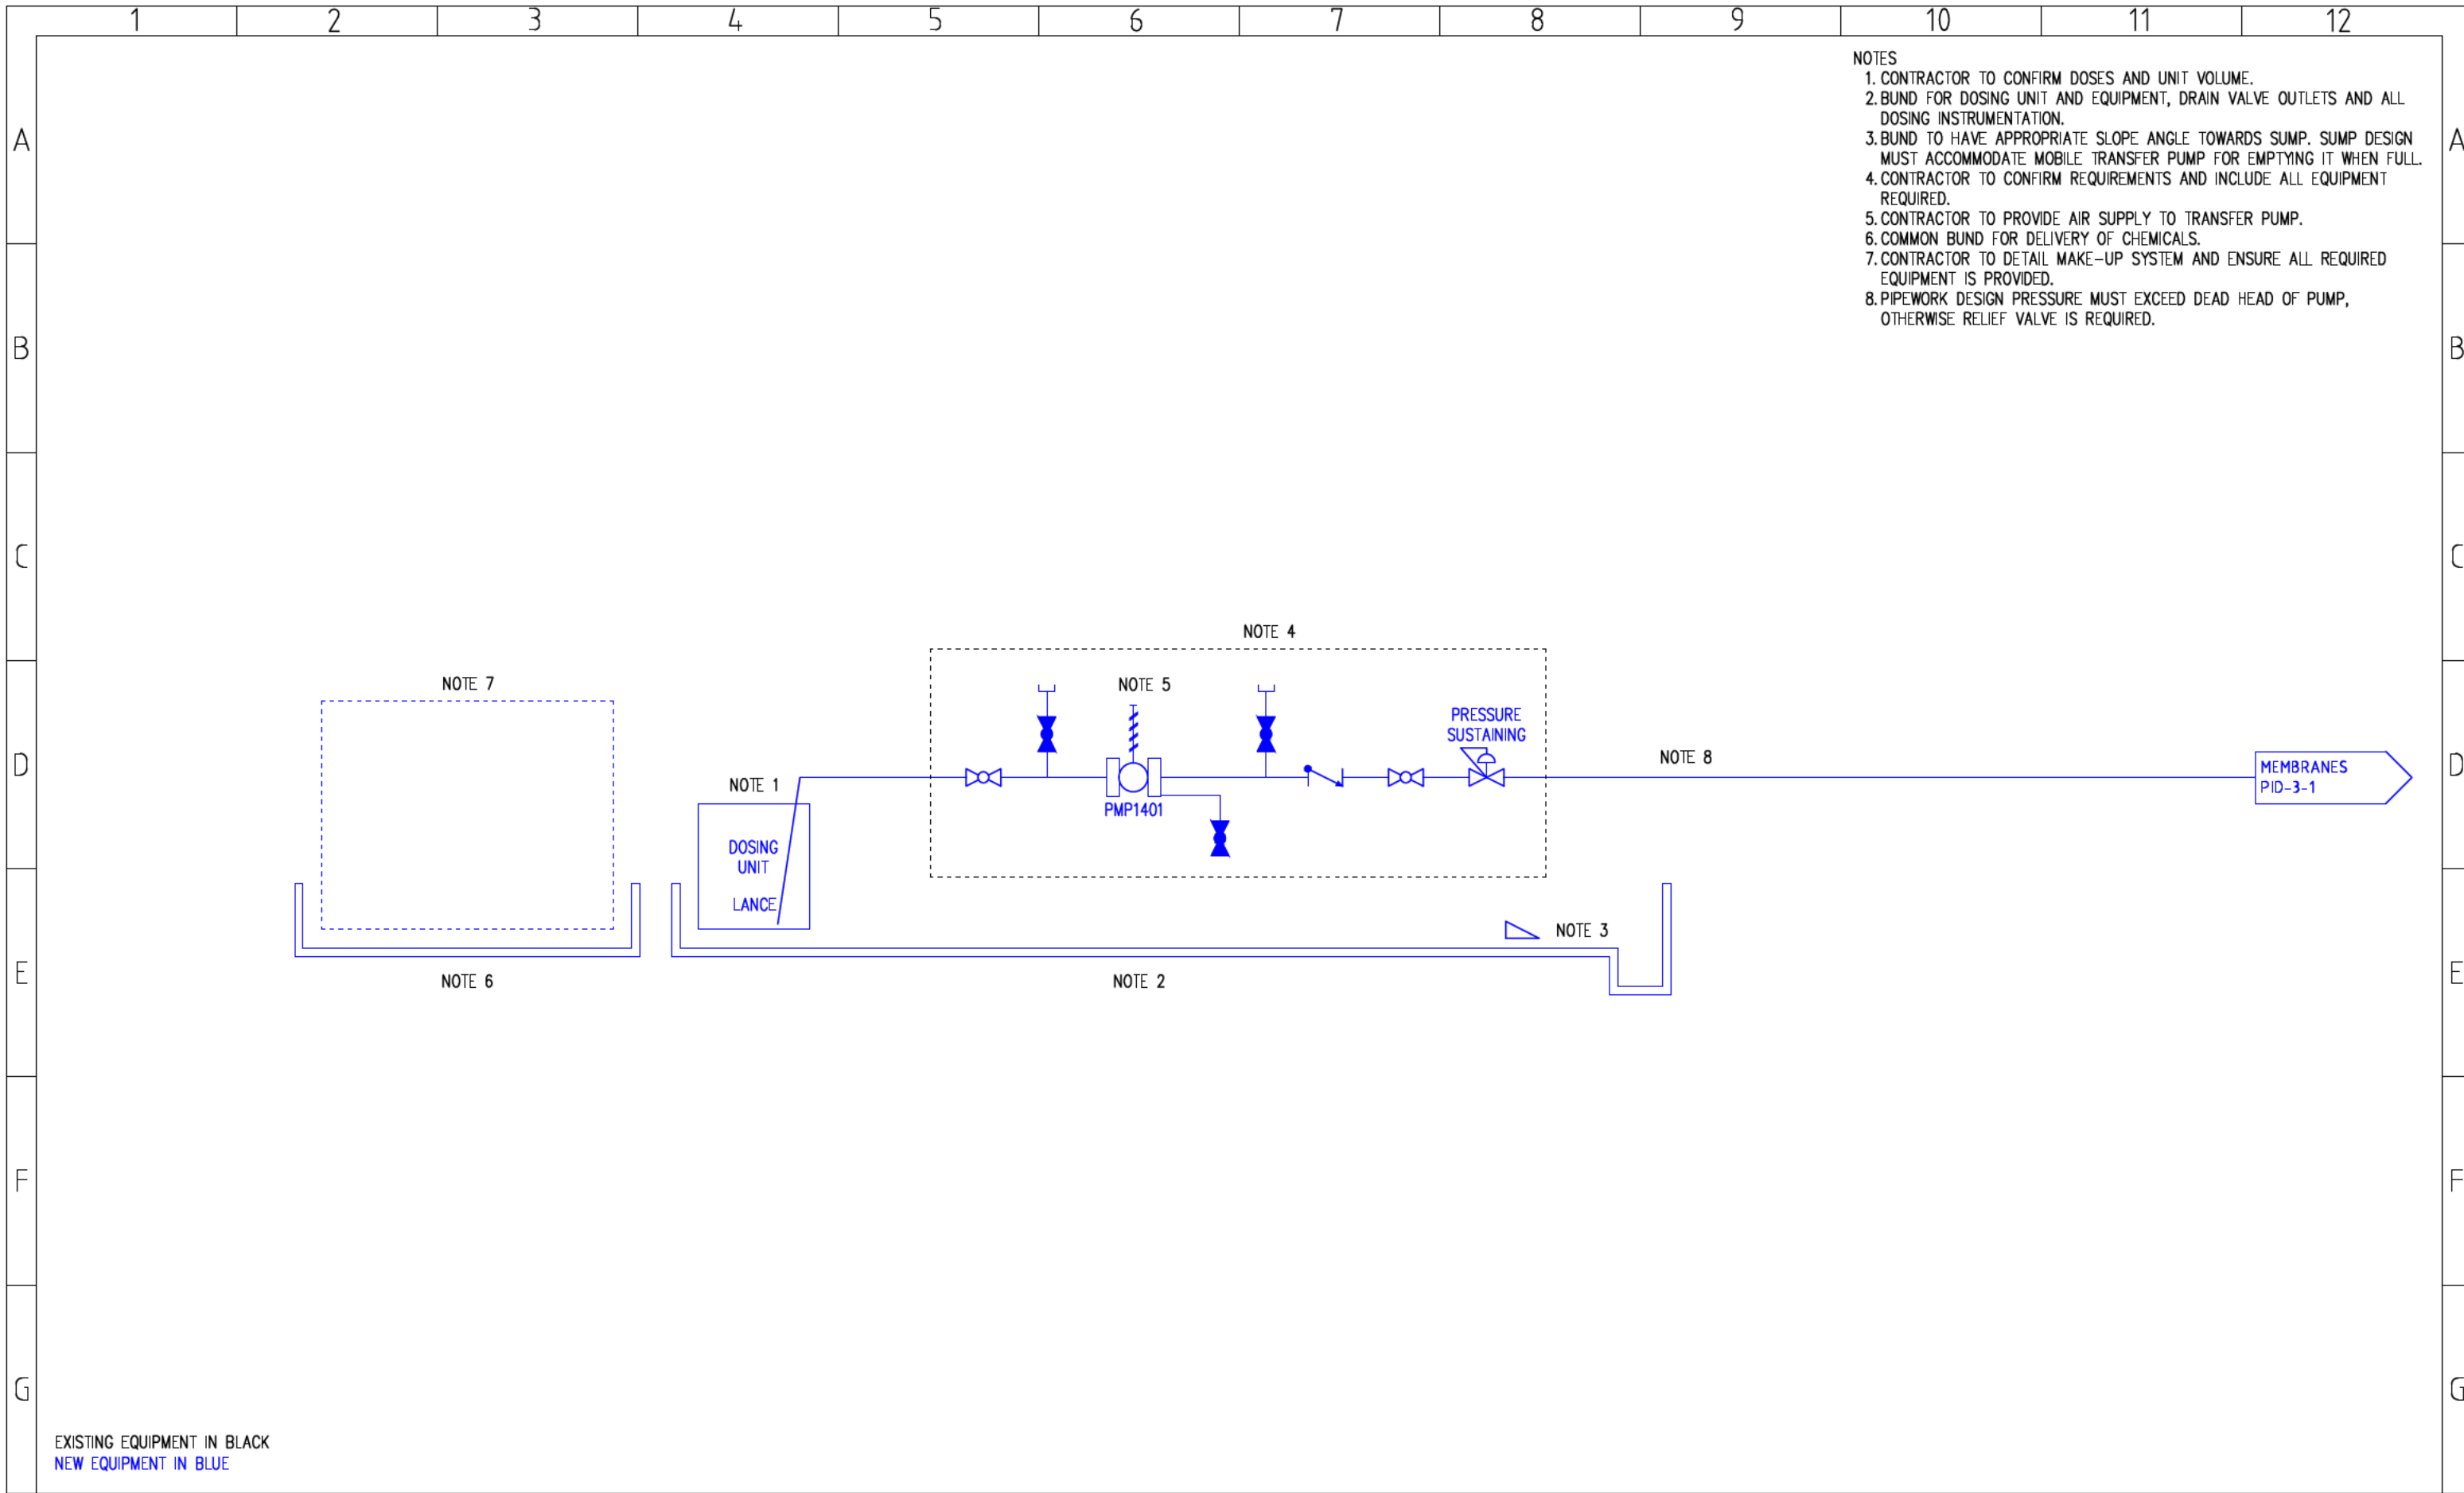 1 2 3 4 5 6 7 8 9 10 11 12
NOTES
1. CONTRACTOR TO CONFIRM DOSES AND UNIT VOLUME.
2. BUND FOR DOSING UNIT AND EQUIPMENT, DRAIN VALVE OUTLETS AND ALL
DOSING INSTRUMENTATION.
3. BUND TO HAVE APPROPRIATE SLOPE ANGLE TOWARDS SUMP. SUMP DESIGN
MUST ACCOMMODATE MOBILE TRANSFER PUMP FOR EMPTYING IT WHEN FULL.
4. CONTRACTOR TO CONFIRM REQUIREMENTS AND INCLUDE ALL EQUIPMENT
REQUIRED.
5. CONTRACTOR TO PROVIDE AIR SUPPLY TO TRANSFER PUMP.
6. COMMON BUND FOR DELIVERY OF CHEMICALS.
7. CONTRACTOR TO DETAIL MAKE-UP SYSTEM AND ENSURE ALL REQUIRED
EQUIPMENT IS PROVIDED.
8. PIPEWORK DESIGN PRESSURE MUST EXCEED DEAD HEAD OF PUMP,
OTHERWISE RELIEF VALVE IS REQUIRED.
A A
B B
C C
NOTE 4
NOTE 7
NOTE 5
PRESSURE
SUSTAINING
NOTE 8
D D
MEMBRANES
PID-3-1
NOTE 1
PMP1401
DOSING
UNIT
LANCE
NOTE 3
E E
NOTE 6
NOTE 2
F F
G G
EXISTING EQUIPMENT IN BLACK
NEW EQUIPMENT IN BLUE